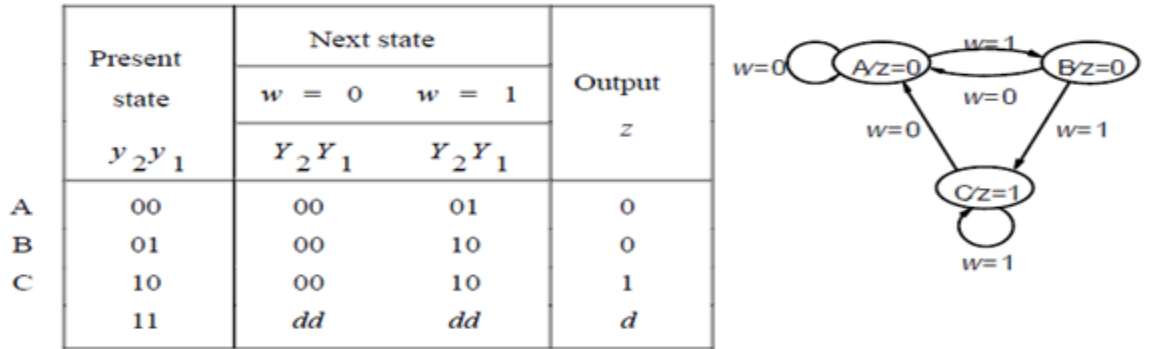 Present state y2y1
Next state
w = 0 w = 1
Y2Y1 Y2Y1
Output z
A 00 00 01 0
B 01 00 10 0
C 10 00 10 1
11 dd dd d
w=0
A/z=0
w=1
B/z=0
w=0
w=0
w=1
C/z=1
w=1